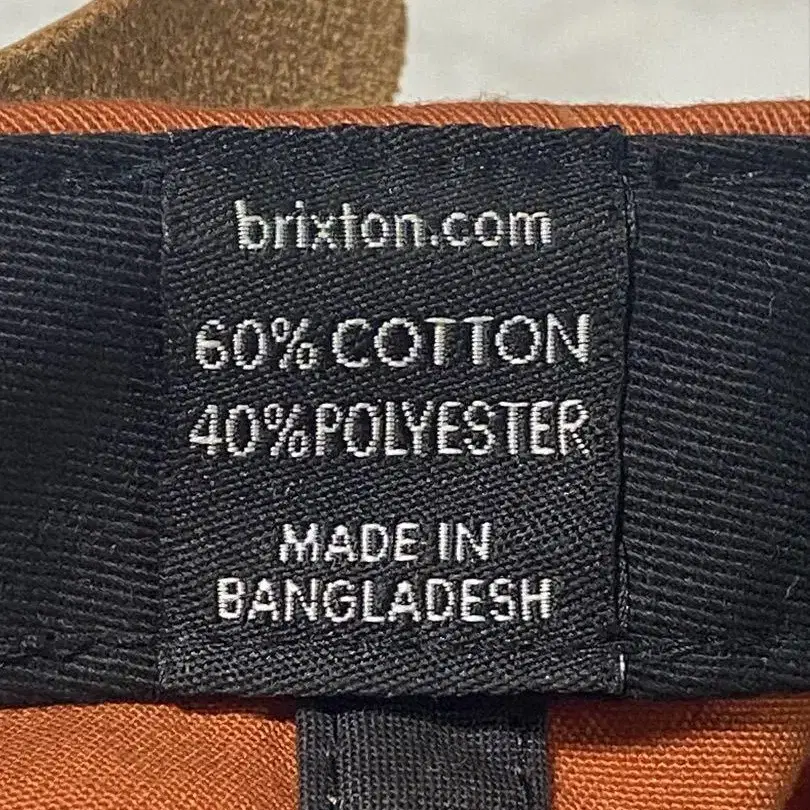 brixton.com
60% COTTON
40% POLYESTER
MADE IN
BANGLADESH